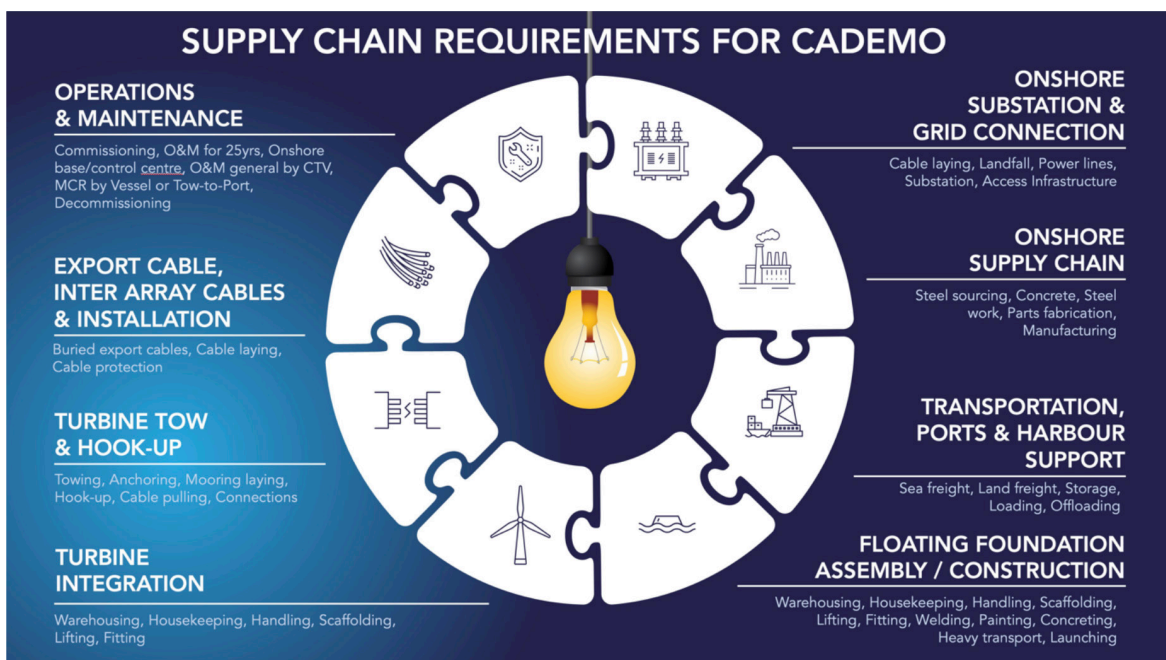 SUPPLY CHAIN REQUIREMENTS FOR CADEMO
OPERATIONS
& MAINTENANCE
Commissioning, O&M for 25yrs, Onshore
base/control centre, O&M general by CTV,
MCR by Vessel or Tow-to-Port,
Decommissioning
EXPORT CABLE,
INTER ARRAY CABLES
& INSTALLATION
Buried export cables, Cable laying,
Cable protection
TURBINE TOW
& HOOK-UP
Towing, Anchoring, Mooring laying,
Hook-up, Cable pulling, Connections
TURBINE
INTEGRATION
Warehousing, Housekeeping, Handling, Scaffolding,
Lifting, Fitting
ONSHORE
SUBSTATION &
GRID CONNECTION
Cable laying, Landfall, Power lines,
Substation, Access Infrastructure
ONSHORE
SUPPLY CHAIN
Steel sourcing, Concrete, Steel
work, Parts fabrication,
Manufacturing
TRANSPORTATION,
PORTS & HARBOUR
SUPPORT
Sea freight, Land freight, Storage,
Loading, Offloading
FLOATING FOUNDATION
ASSEMBLY / CONSTRUCTION
Warehousing, Housekeeping, Handling, Scaffolding,
Lifting, Fitting, Welding, Painting, Concreting,
Heavy transport, Launching